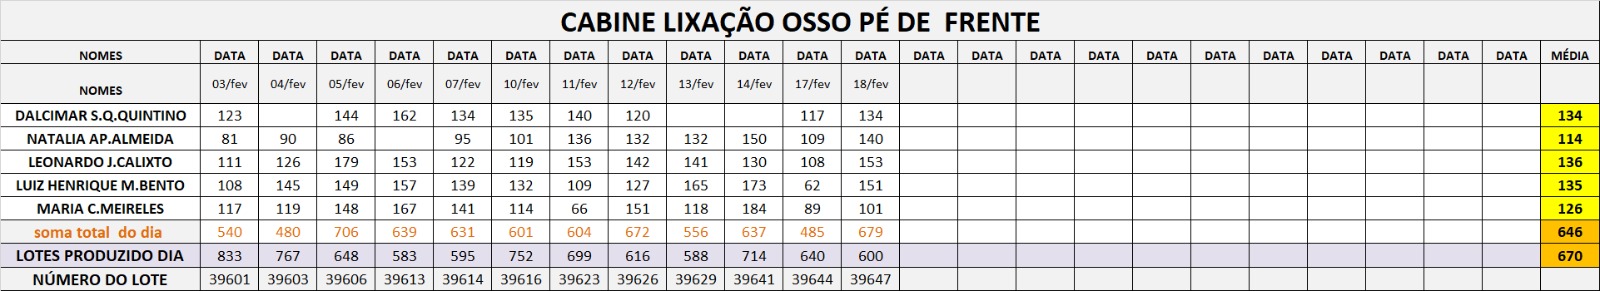 CABINE LIXAÇÃO OSSO PÉ DE FRENTE
NOMES DATA DATA DATA DATA DATA DATA DATA DATA DATA DATA DATA DATA DATA DATA DATA DATA DATA DATA DATA DATA DATA DATA DATA MÉDIA
NOMES 03/fev 04/fev 05/fev 06/fev 07/fev 10/fev 11/fev 12/fev 13/fev 14/fev 17/fev 18/fev
DALCIMAR S.Q.QUINTINO 123 144 162 134 135 140 120 117 134 134
NATALIA AP.ALMEIDA 81 90 86 95 101 136 132 132 150 109 140 114
LEONARDO J.CALIXTO 111 126 179 153 122 119 153 142 141 130 108 153 136
LUIZ HENRIQUE M.BENTO 108 145 149 157 139 132 109 127 165 173 62 151 135
MARIA C.MEIRELES 117 119 148 167 141 114 66 151 118 184 89 101 126
soma total do dia 540 480 706 639 631 601 604 672 556 637 485 679 646
LOTES PRODUZIDO DIA 833 767 648 583 595 752 699 616 588 714 640 600 670
NÚMERO DO LOTE 39601 39603 39606 39613 39614 39616 39623 39626 39629 39641 39644 39647